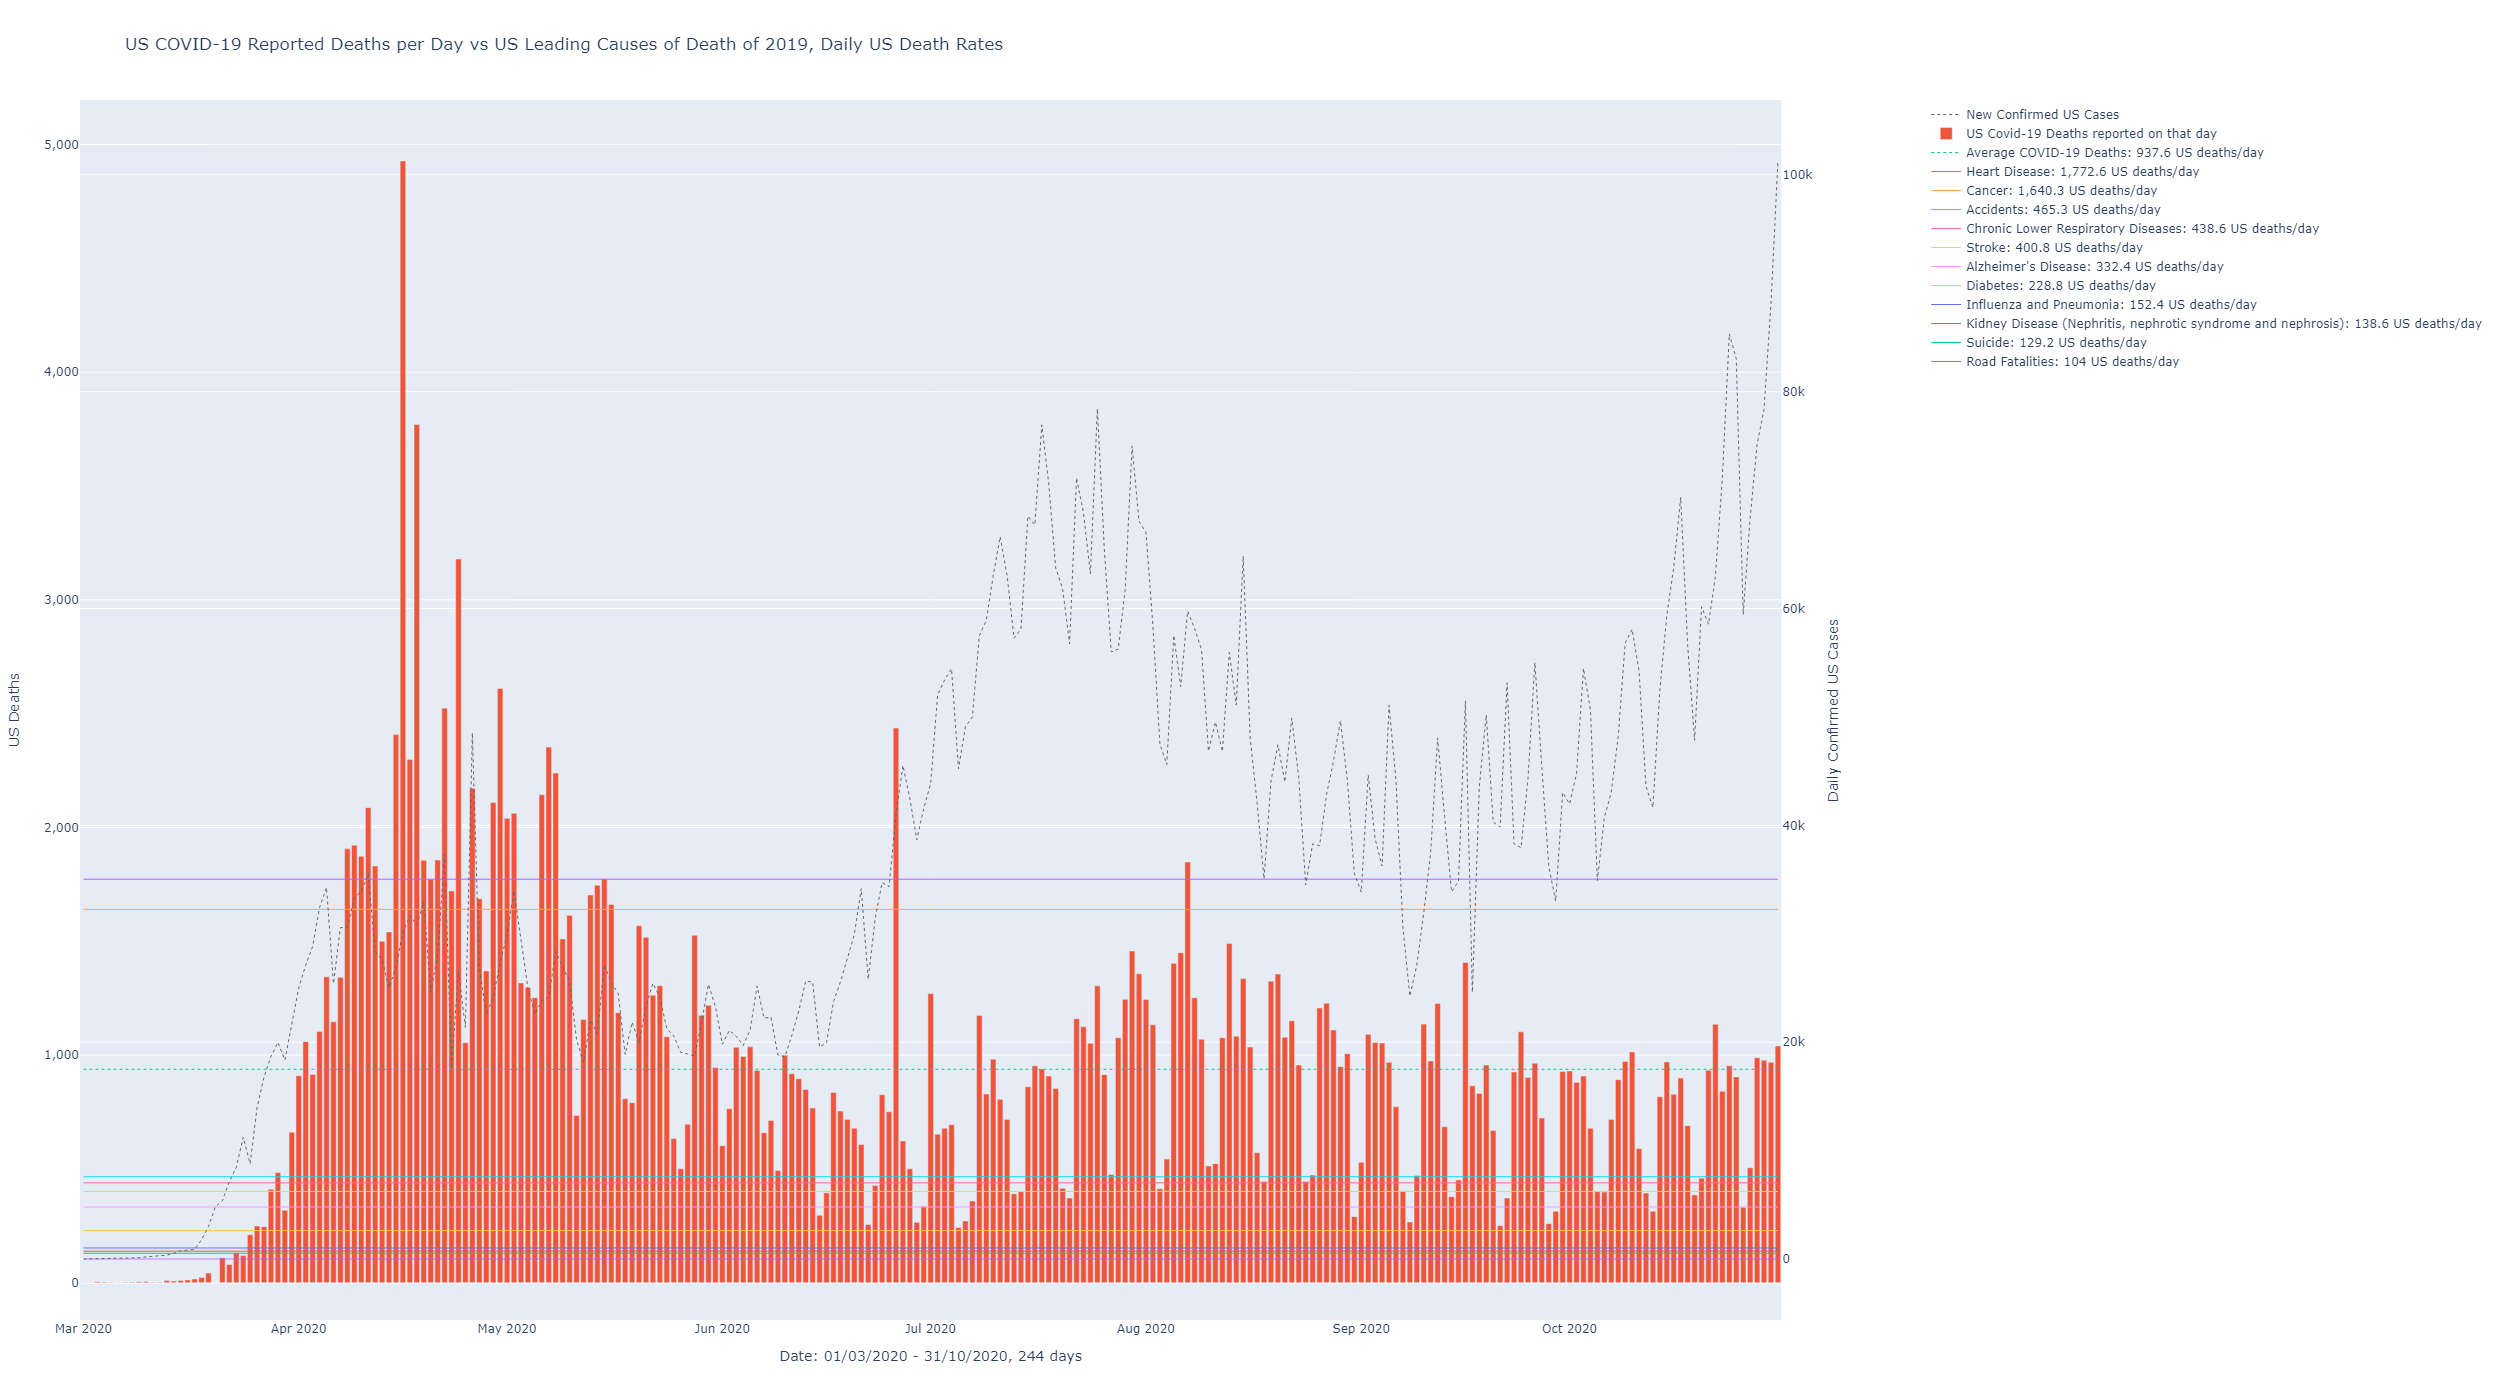 US COVID-19 Reported Deaths per Day vs US Leading Causes of Death of 2019, Daily US Death Rates
New Confirmed US Cases
US Covid-19 Deaths reported on that day
Average COVID-19 Deaths: 937.6 US deaths/day
Heart Disease: 1,772.6 US deaths/day
Cancer: 1,640.3 US deaths/day
Accidents: 465.3 US deaths/day
Chronic Lower Respiratory Diseases: 438.6 US deaths/day
Stroke: 400.8 US deaths/day
Alzheimer's Disease: 332.4 US deaths/day
Diabetes: 228.8 US deaths/day
Influenza and Pneumonia: 152.4 US deaths/day
Kidney Disease (Nephritis, nephrotic syndrome and nephrosis): 138.6 US deaths/day
Suicide: 129.2 US deaths/day
Road Fatalities: 104 US deaths/day
US Deaths
5,000
4,000
3,000
2,000
1,000
0
100k
80k
60k
40k
20k
0
Daily Confirmed US Cases
Mar 2020
Apr 2020
May 2020
Jun 2020
Jul 2020
Aug 2020
Sep 2020
Oct 2020
Date: 01/03/2020 - 31/10/2020, 244 days